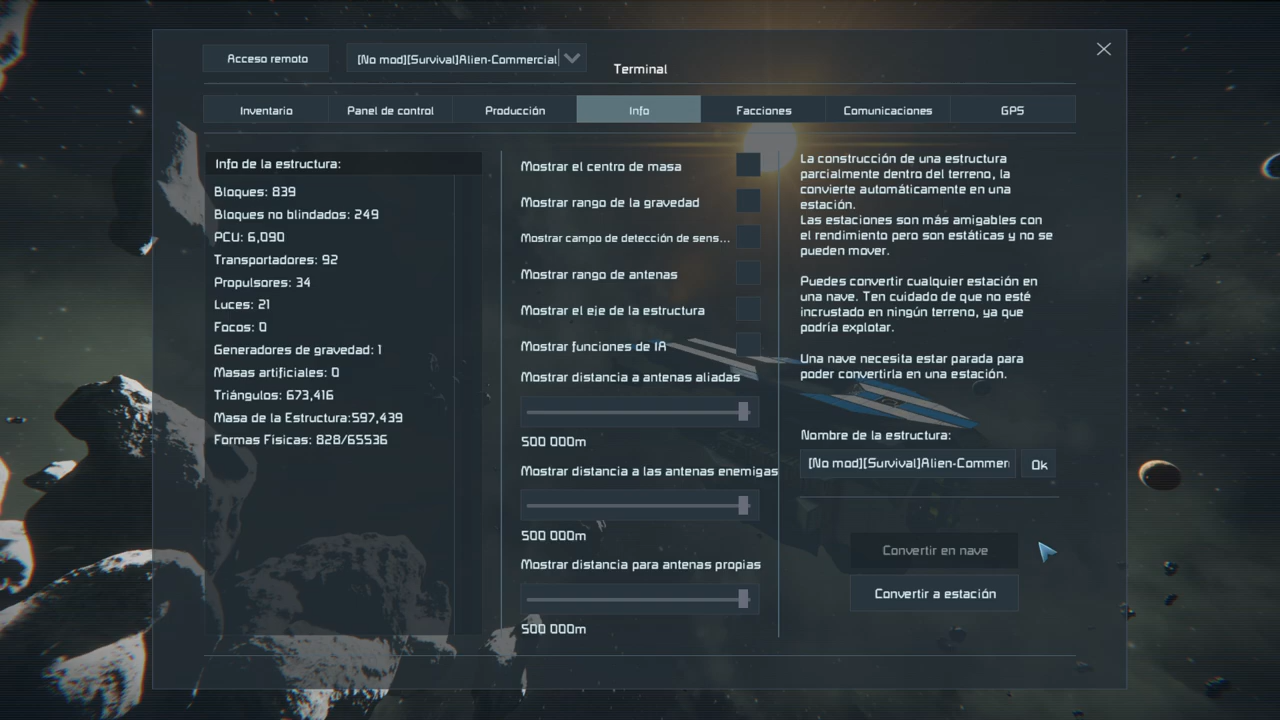 Acceso remoto
[No mod][Survival]Alien-Commercial
Terminal
Inventario
Panel de control
Producción
Info
Facciones
Comunicaciones
GPS
Info de la estructura:
Bloques: 839
Bloques no blindados: 249
PCU: 6,090
Transportadores: 92
Propulsores: 34
Luces: 21
Focos: 0
Generadores de gravedad: 1
Masas artificiales: 0
Triángulos: 673,416
Masa de la Estructura:597,439
Formas Físicas: 828/65536
Mostrar el centro de masa
Mostrar rango de la gravedad
Mostrar campo de detección de sens...
Mostrar rango de antenas
Mostrar el eje de la estructura
Mostrar funciones de IA
Mostrar distancia a antenas aliadas
500 000m
Mostrar distancia a las antenas enemigas
500 000m
Mostrar distancia para antenas propias
500 000m
La construcción de una estructura
parcialmente dentro del terreno, la
convierte automáticamente en una
estación.
Las estaciones son más amigables con
el rendimiento pero son estáticas y no se
pueden mover.
Puedes convertir cualquier estación en
una nave. Ten cuidado de que no esté
incrustado en ningún terreno, ya que
podría explotar.
Una nave necesita estar parada para
poder convertirla en una estación.
Nombre de la estructura:
[No mod][Survival]Alien-Commer
Ok
Convertir en nave
Convertir a estación